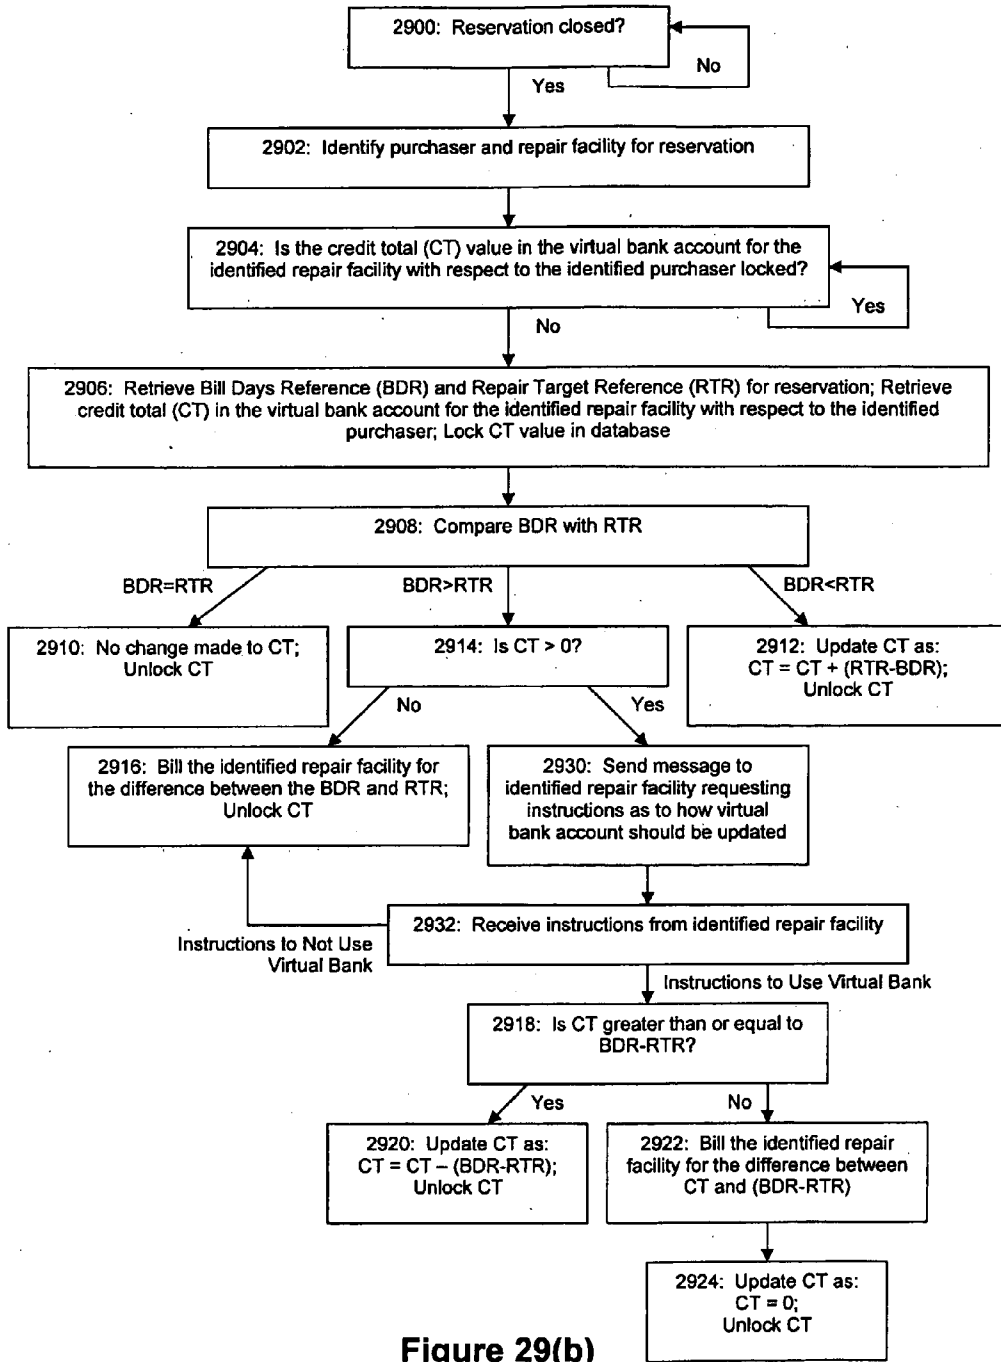 2900: Reservation closed?
No
Yes
2902: Identify purchaser and repair facility for reservation
2904: Is the credit total (CT) value in the virtual bank account for the
identified repair facility with respect to the identified purchaser locked?
Yes
No
2906: Retrieve Bill Days Reference (BDR) and Repair Target Reference (RTR) for reservation; Retrieve
credit total (CT) in the virtual bank account for the identified repair facility with respect to the identified
purchaser; Lock CT value in database
2908: Compare BDR with RTR
BDR=RTR
BDR>RTR
BDR<RTR
2910: No change made to CT;
Unlock CT
2914: Is CT > 0?
2912: Update CT as:
CT = CT + (RTR-BDR);
Unlock CT
No
Yes
2916: Bill the identified repair facility for
the difference between the BDR and RTR;
Unlock CT
2930: Send message to
identified repair facility requesting
instructions as to how virtual
bank account should be updated
2932: Receive instructions from identified repair facility
Instructions to Not Use
Virtual Bank
Instructions to Use Virtual Bank
2918: Is CT greater than or equal to
BDR-RTR?
Yes
No
2920: Update CT as:
CT = CT – (BDR-RTR);
Unlock CT
2922: Bill the identified repair
facility for the difference between
CT and (BDR-RTR)
2924: Update CT as:
CT = 0;
Unlock CT
Figure 29(b)